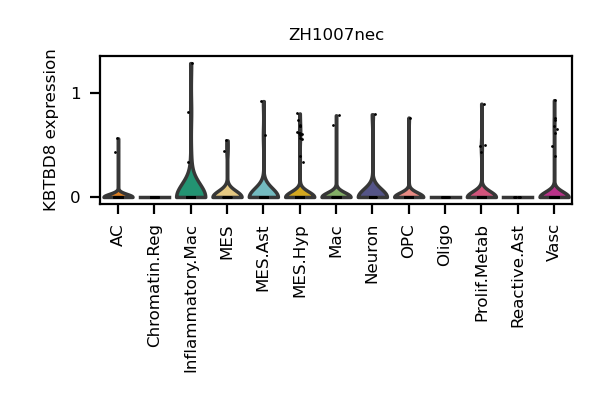 ZH1007nec
KBTBD8 expression
1
0
AC
Chromatin.Reg
Inflammatory.Mac
MES
MES.Ast
MES.Hyp
Mac
Neuron
OPC
Oligo
Prolif.Metab
Reactive.Ast
Vasc